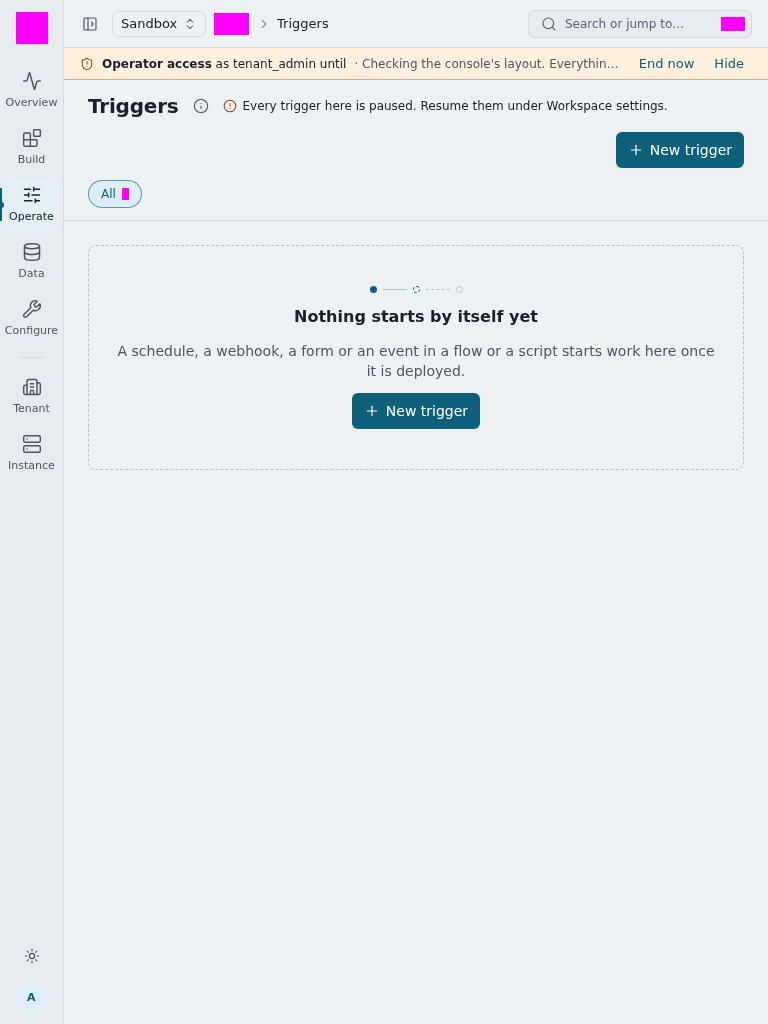 Sandbox
Triggers
Search or jump to…
Operator access as tenant_admin until · Checking the console's layout. Everythin…
End now
Hide
Overview
Build
Operate
Data
Configure
Tenant
Instance
A
Triggers
Every trigger here is paused. Resume them under Workspace settings.
New trigger
All
Nothing starts by itself yet
A schedule, a webhook, a form or an event in a flow or a script starts work here once
it is deployed.
New trigger